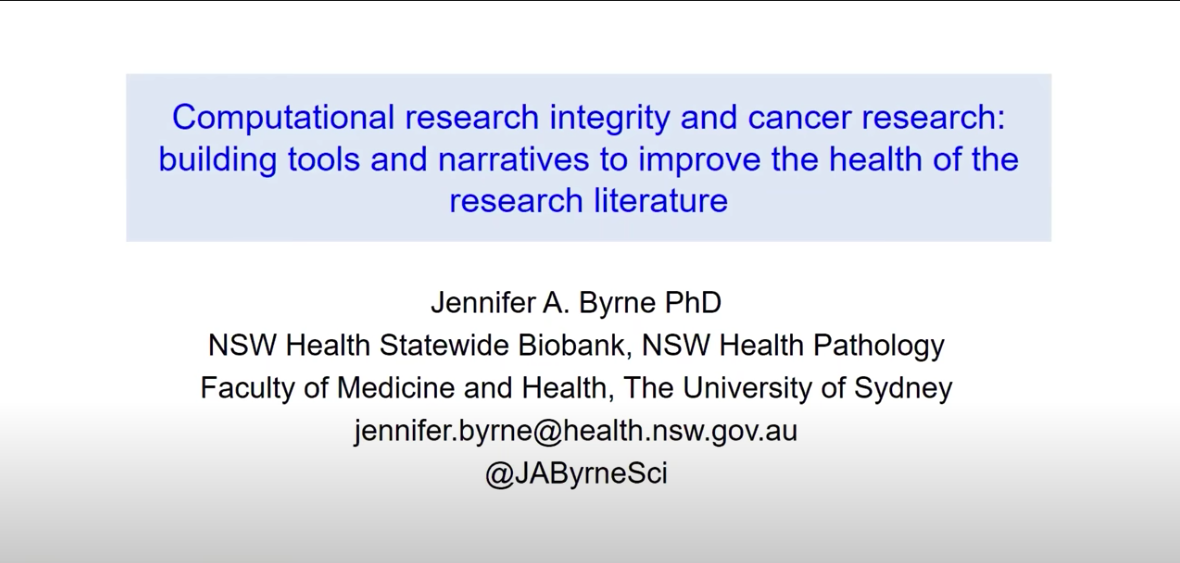 Computational research integrity and cancer research:
building tools and narratives to improve the health of the
research literature
Jennifer A. Byrne PhD
NSW Health Statewide Biobank, NSW Health Pathology
Faculty of Medicine and Health, The University of Sydney
jennifer.byrne@health.nsw.gov.au
@JAByrneSci